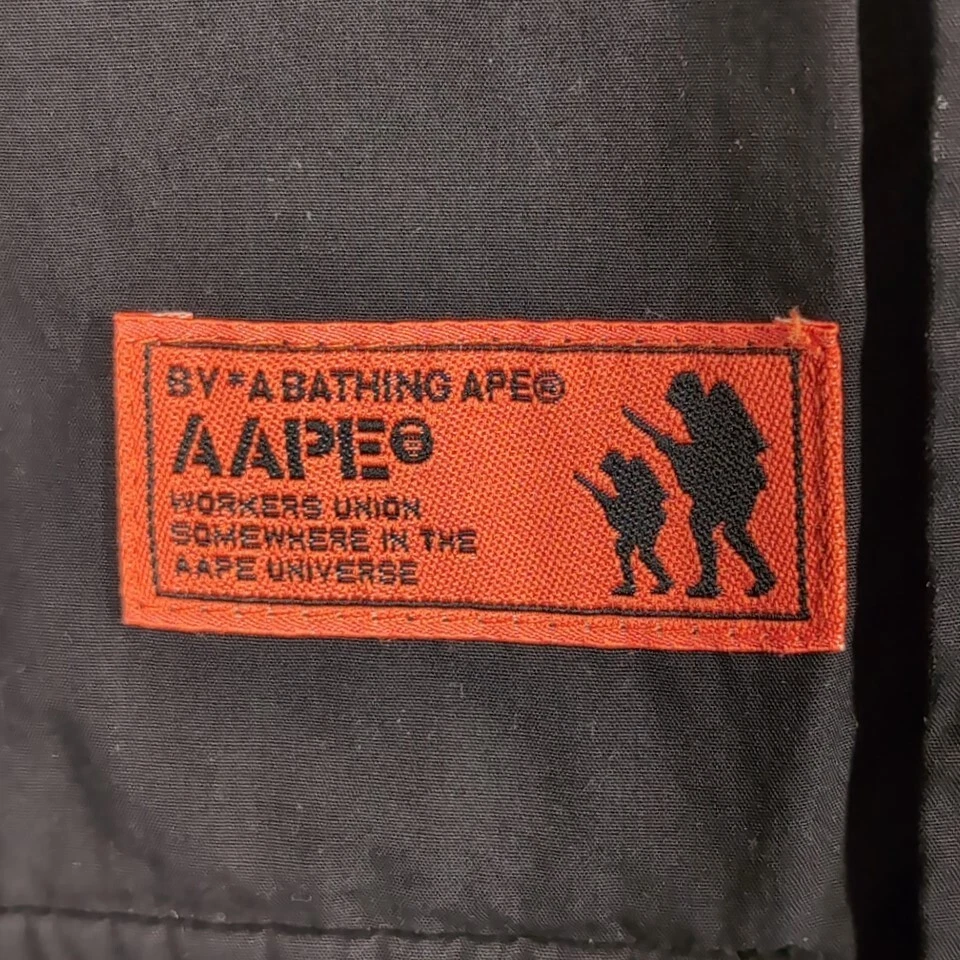 BY *A BATHING APE®
AAPE®
WORKERS UNION
SOMEWHERE IN THE
AAPE UNIVERSE